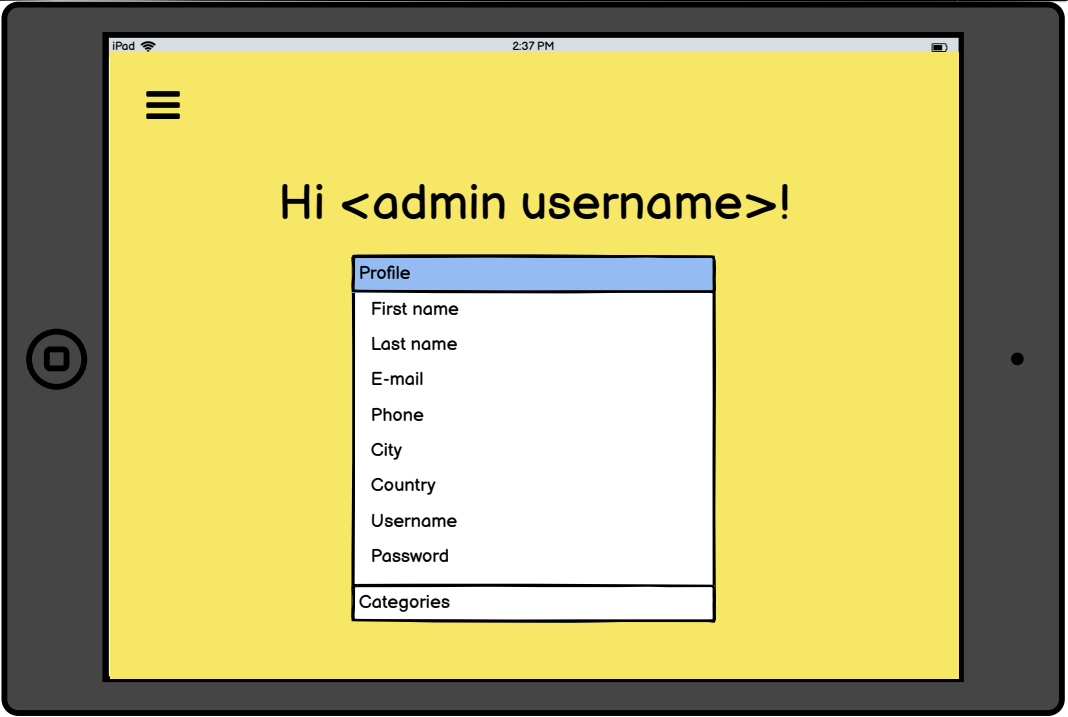 iPad 2:37 PM
Hi <admin username>!
Profile
First name
Last name
E-mail
Phone
City
Country
Username
Password
Categories